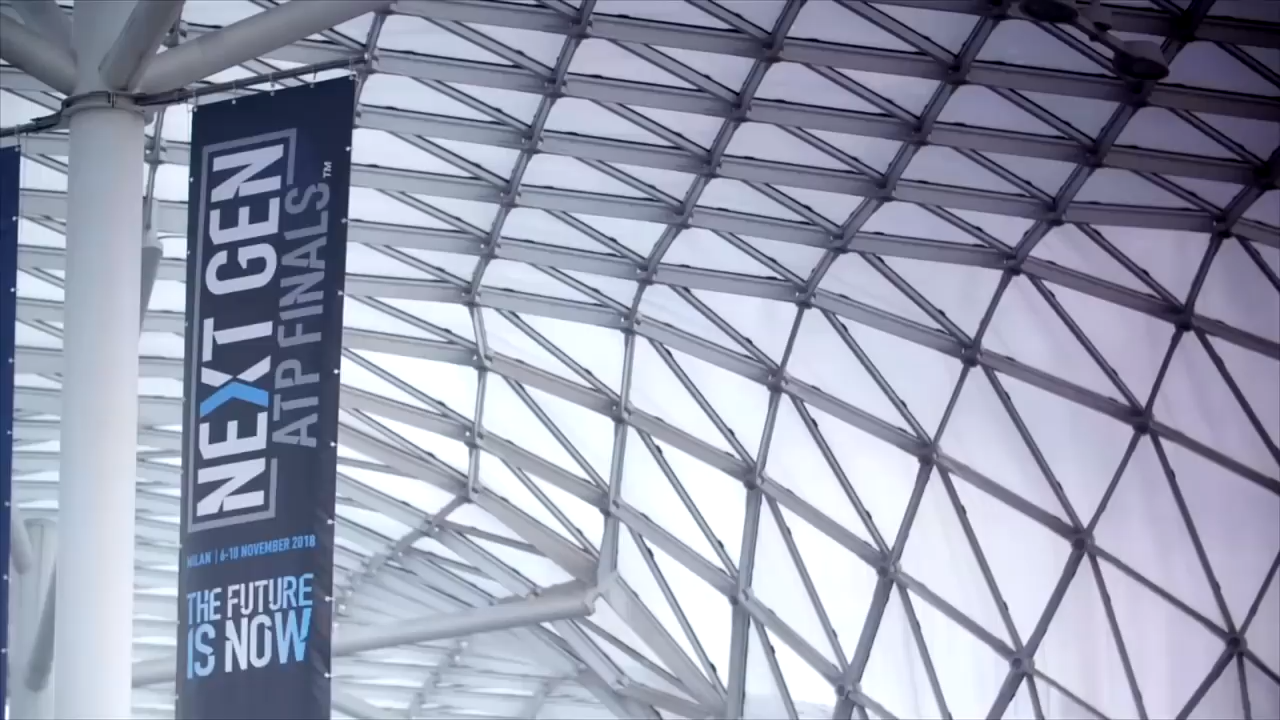 NEXT GEN
ATP FINALS™
MILAN | 6-10 NOVEMBER 2018
THE FUTURE
IS NOW